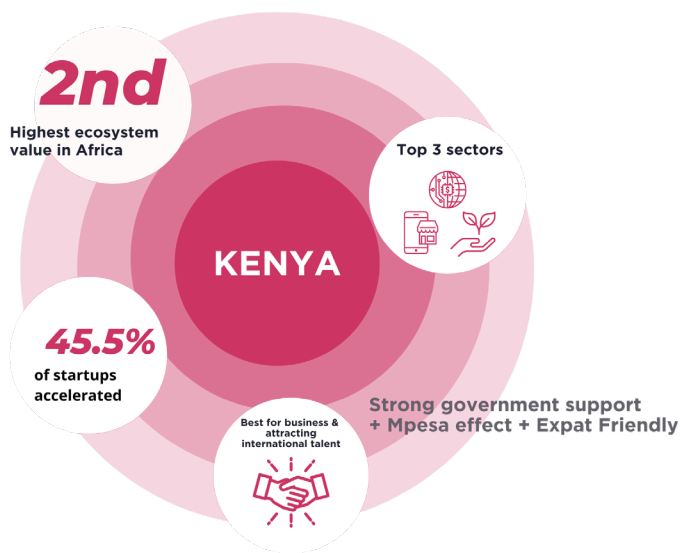 2nd
Highest ecosystem
value in Africa
Top 3 sectors
$
KENYA
45.5%
of startups
accelerated
Strong government support
+ Mpesa effect + Expat Friendly
Best for business &
attracting
international talent